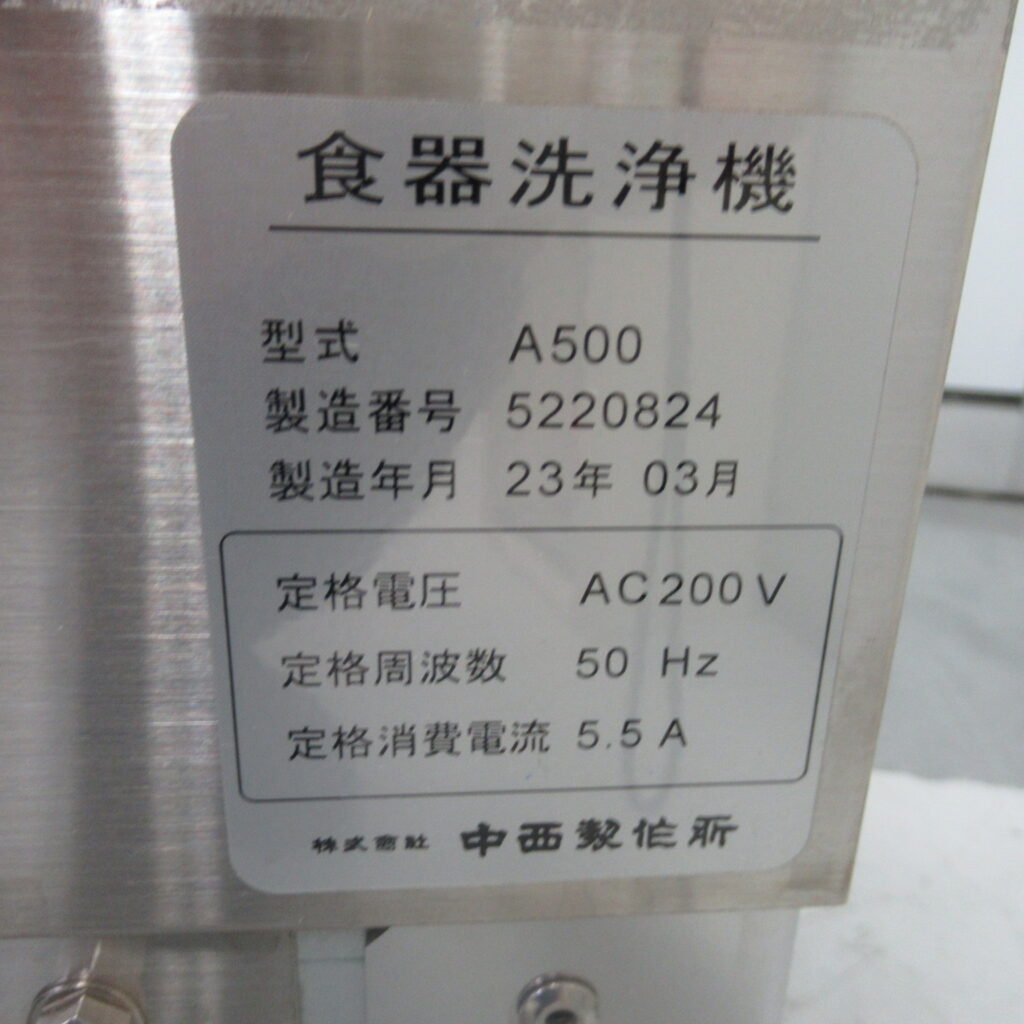 食器洗浄機
型式 A500
製造番号 5220824
製造年月 23年 03月
定格電圧 AC200V
定格周波数 50 Hz
定格消費電流 5.5 A
株式会社 中西製作所